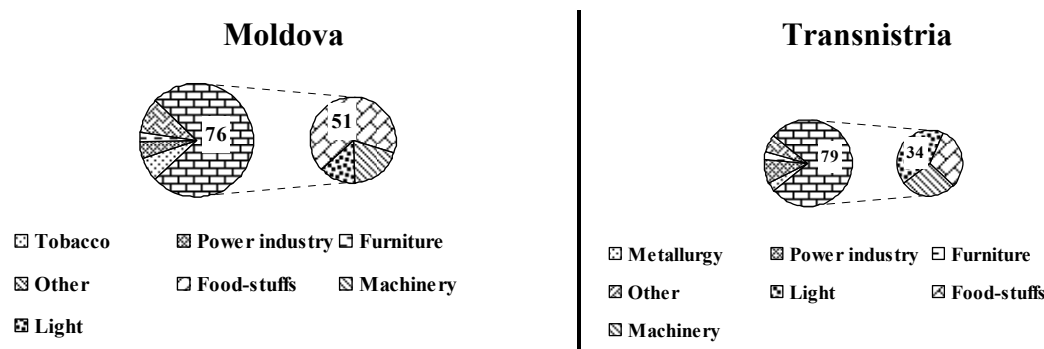 Moldova
76
51
Tobacco Power industry Furniture
Other Food-stuffs Machinery
Light
Transnistria
79
34
Metallurgy Power industry Furniture
Other Light Food-stuffs
Machinery